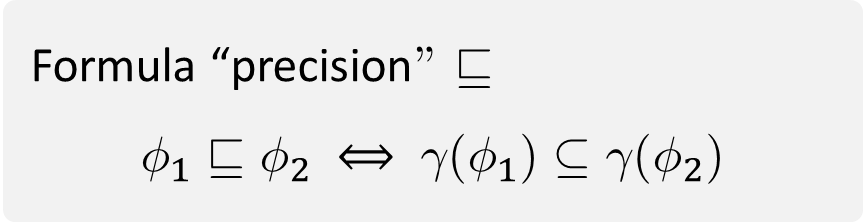 Formula “precision” ⊑
ϕ₁ ⊑ ϕ₂ ⇔ γ(ϕ₁) ⊆ γ(ϕ₂)